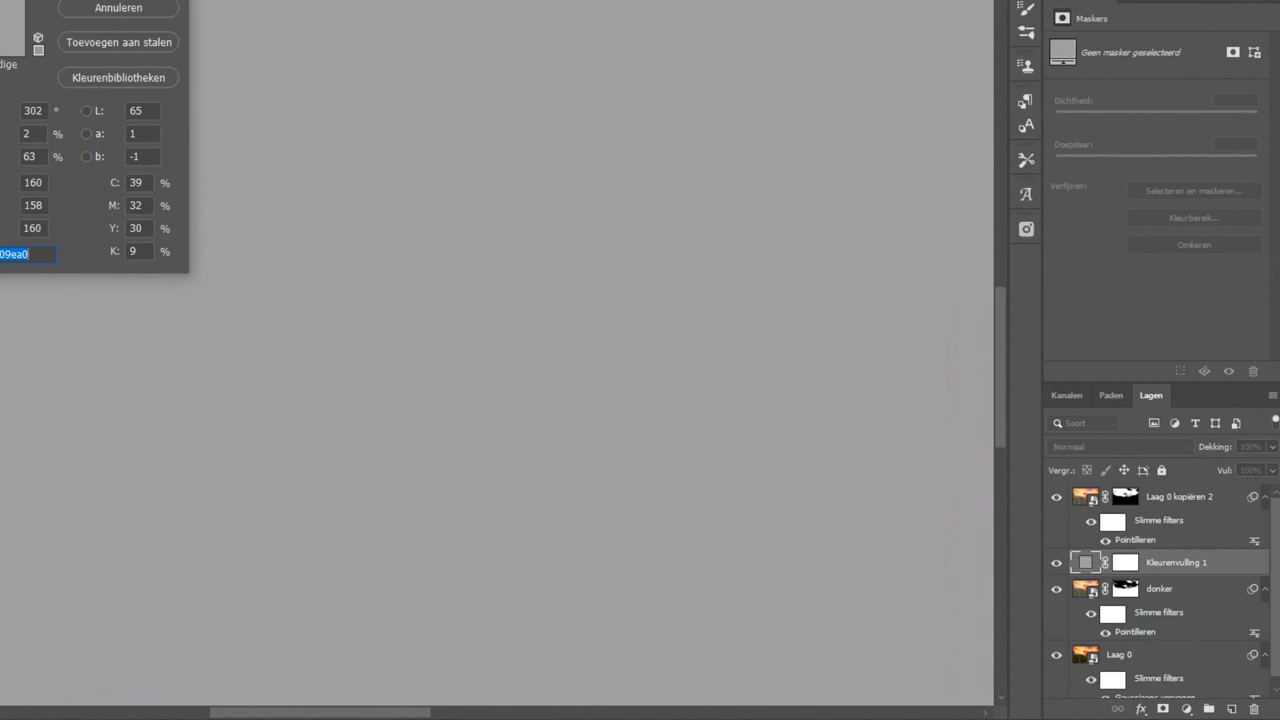 Annuleren
Toevoegen aan stalen
dige
Kleurenbibliotheken
302 ° L: 65
2 % a: 1
63 % b: -1
160 C: 39 %
158 M: 32 %
160 Y: 30 %
09ea0 K: 9 %
Maskers
Geen masker geselecteerd
Dichtheid:
Doezelaar:
Verfijnen: Selecteren en maskeren...
Kleurbereik...
Omkeren
Kanalen Paden Lagen
Soort
Normaal Dekking: 100%
Vergr.: Vul: 100%
Laag 0 kopiëren 2
Slimme filters
Pointilleren
Kleurenvulling 1
donker
Slimme filters
Pointilleren
Laag 0
Slimme filters
Gaussiaans vervagen